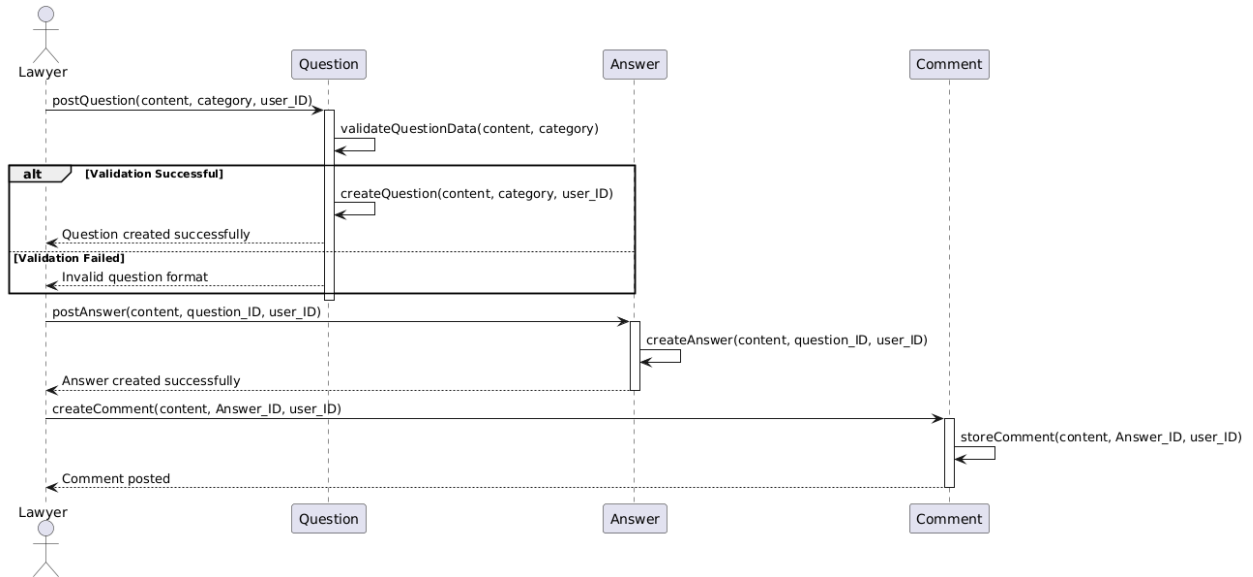 Lawyer
Question
Answer
Comment
postQuestion(content, category, user_ID)
validateQuestionData(content, category)
alt
[Validation Successful]
createQuestion(content, category, user_ID)
Question created successfully
[Validation Failed]
Invalid question format
postAnswer(content, question_ID, user_ID)
createAnswer(content, question_ID, user_ID)
Answer created successfully
createComment(content, Answer_ID, user_ID)
storeComment(content, Answer_ID, user_ID)
Comment posted
Lawyer
Question
Answer
Comment